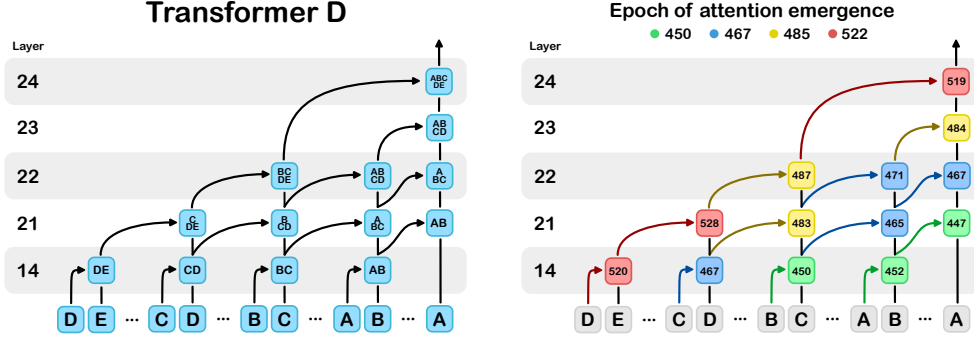 Transformer D
Layer
24
ABC
DE
23
AB
CD
22
BC
DE
AB
CD
A
BC
21
C
DE
B
CD
A
BC
AB
14
DE
CD
BC
AB
D E ... C D ... B C ... A B ... A
Epoch of attention emergence
450 467 485 522
Layer
24
519
23
484
22
487
471
467
21
528
483
465
447
14
520
467
450
452
D E ... C D ... B C ... A B ... A